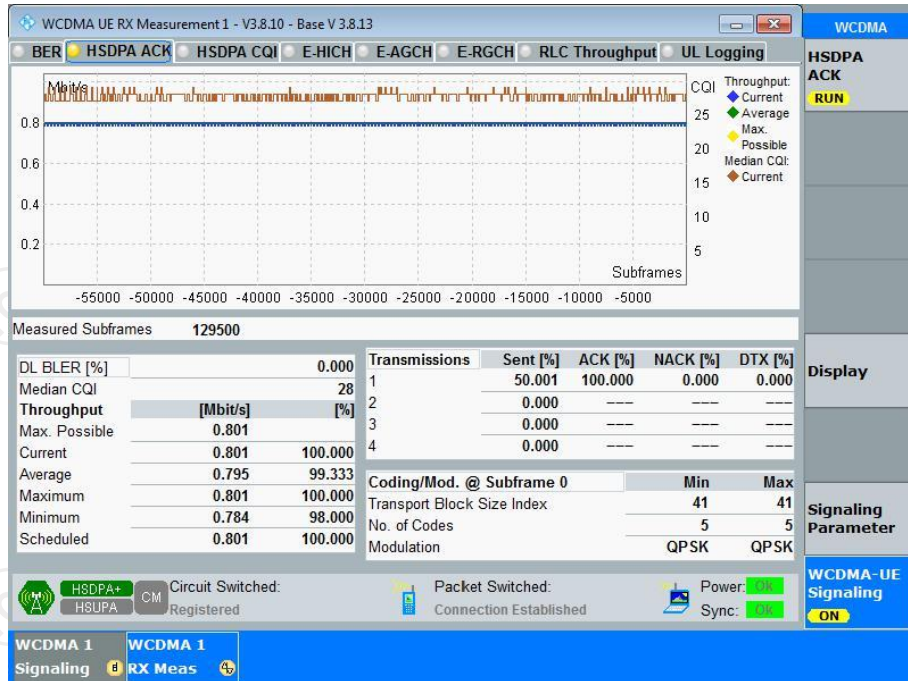 WCDMA UE RX Measurement 1 - V3.8.10 - Base V 3.8.13
WCDMA
BER HSDPA ACK HSDPA CQI E-HICH E-AGCH E-RGCH RLC Throughput UL Logging
HSDPA
ACK
RUN
Mbit/s
CQI
Throughput:
Current
Average
Max.
Possible
Median CQI:
Current
0.8
0.6
0.4
0.2
25
20
15
10
5
Subframes
-55000 -50000 -45000 -40000 -35000 -30000 -25000 -20000 -15000 -10000 -5000
Measured Subframes 129500
DL BLER [%] 0.000
Median CQI 28
Throughput [Mbit/s] [%]
Max. Possible 0.801
Current 0.801 100.000
Average 0.795 99.333
Maximum 0.801 100.000
Minimum 0.784 98.000
Scheduled 0.801 100.000
Transmissions Sent [%] ACK [%] NACK [%] DTX [%]
1 50.001 100.000 0.000 0.000
2 0.000 --- --- ---
3 0.000 --- --- ---
4 0.000 --- --- ---
Coding/Mod. @ Subframe 0 Min Max
Transport Block Size Index 41 41
No. of Codes 5 5
Modulation QPSK QPSK
Display
Signaling
Parameter
HSDPA+
HSUPA
CM
Circuit Switched:
Registered
Packet Switched:
Connection Established
Power: Ok
Sync: Ok
WCDMA-UE
Signaling
ON
WCDMA 1
Signaling
WCDMA 1
RX Meas